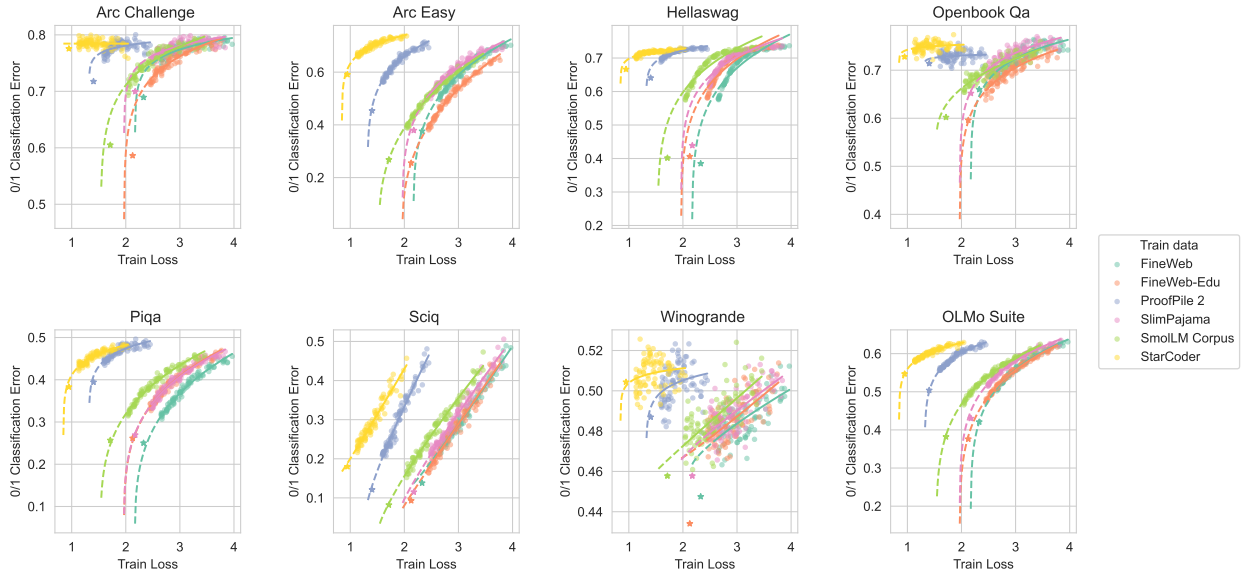 Arc Challenge
0.8
0.7
0.6
0.5
0/1 Classification Error
1 2 3 4
Train Loss
Arc Easy
0.6
0.4
0.2
0/1 Classification Error
1 2 3 4
Train Loss
Hellaswag
0.7
0.6
0.5
0.4
0.3
0.2
0/1 Classification Error
1 2 3 4
Train Loss
Openbook Qa
0.7
0.6
0.5
0.4
0/1 Classification Error
1 2 3 4
Train Loss
Train data
FineWeb
FineWeb-Edu
ProofPile 2
SlimPajama
SmolLM Corpus
StarCoder
Piqa
0.5
0.4
0.3
0.2
0.1
0/1 Classification Error
1 2 3 4
Train Loss
Sciq
0.5
0.4
0.3
0.2
0.1
0/1 Classification Error
1 2 3 4
Train Loss
Winogrande
0.52
0.50
0.48
0.46
0.44
0/1 Classification Error
1 2 3 4
Train Loss
OLMo Suite
0.6
0.5
0.4
0.3
0.2
0/1 Classification Error
1 2 3 4
Train Loss